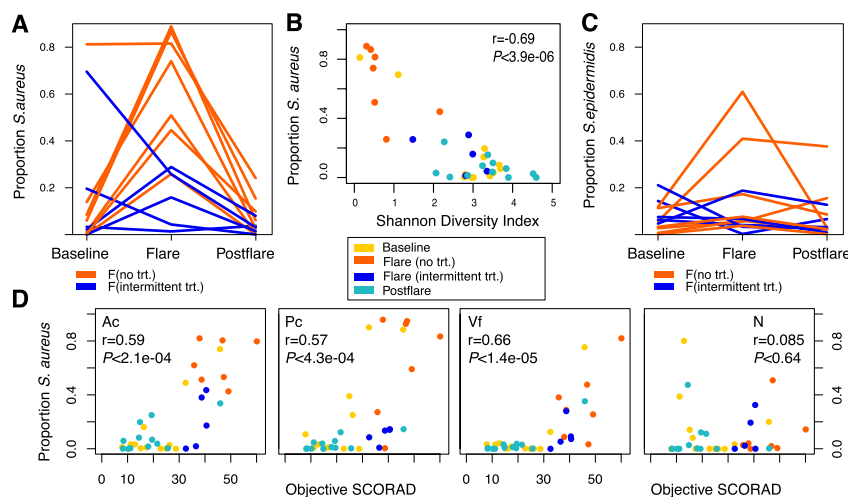 A
Proportion S.aureus
0.8
0.6
0.4
0.2
Baseline Flare Postflare
F(no trt.)
F(intermittent trt.)
B
Proportion S. aureus
0.8
0.4
0.0
r=-0.69
P<3.9e-06
0 1 2 3 4 5
Shannon Diversity Index
Baseline
Flare (no trt.)
Flare (intermittent trt.)
Postflare
C
Proportion S.epidermidis
0.8
0.6
0.4
0.2
Baseline Flare Postflare
F(no trt.)
F(intermittent trt.)
D
Proportion S. aureus
Ac
r=0.59
P<2.1e-04
Pc
r=0.57
P<4.3e-04
Vf
r=0.66
P<1.4e-05
N
r=0.085
P<0.64
0.8
0.4
0.0
0 10 30 50
0 10 30 50
Objective SCORAD
Objective SCORAD